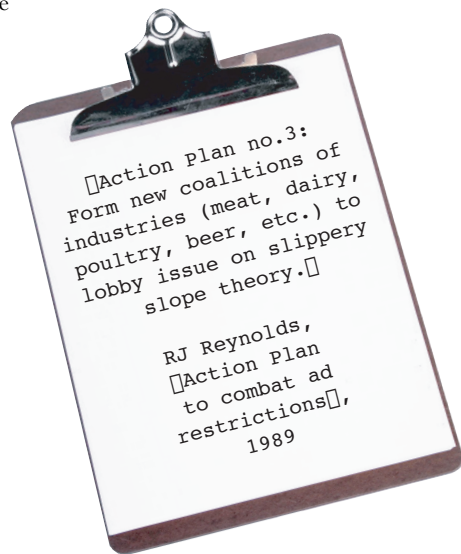 e
▯Action Plan no.3:
Form new coalitions of
industries (meat, dairy,
poultry, beer, etc.) to
lobby issue on slippery
slope theory.▯
RJ Reynolds,
▯Action Plan
to combat ad
restrictions▯,
1989